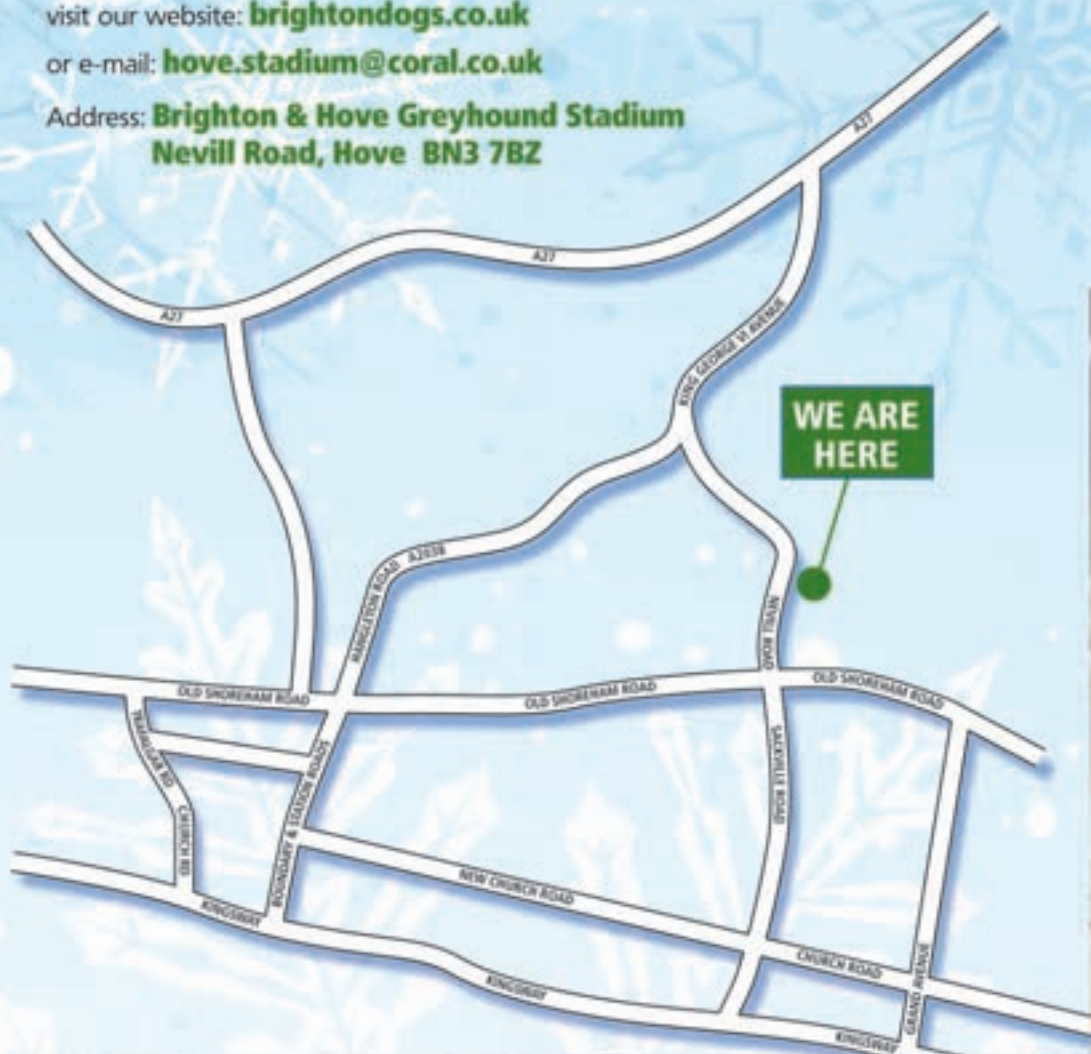 visit our website: brightondogs.co.uk
or e-mail: hove.stadium@coral.co.uk
Address: Brighton & Hove Greyhound Stadium
Nevill Road, Hove BN3 7BZ
A27
A27
A27
KING GEORGE VI AVENUE
WE ARE
HERE
HANGLETON ROAD A2038
NEVILL ROAD
OLD SHOREHAM ROAD
OLD SHOREHAM ROAD
OLD SHOREHAM ROAD
TRAFALGAR RD
CHURCH RD
BOUNDARY & STATION ROADS
SACKVILLE ROAD
NEW CHURCH ROAD
KINGSWAY
CHURCH ROAD
GRAND AVENUE
KINGSWAY
KINGSWAY